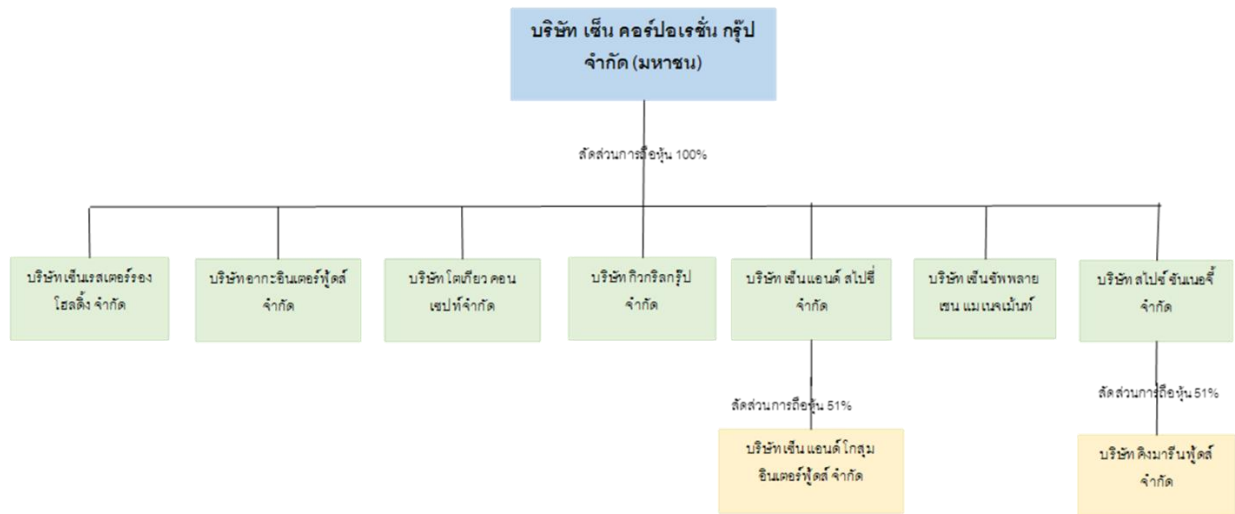 บริษัท เซ็น คอร์ปอเรชั่น กรุ๊ป
จำกัด (มหาชน)
สัดส่วนการถือหุ้น 100%
บริษัท เซ็นเรสเตอร์รอง
โฮลดิ้ง จำกัด
บริษัท อากะอินเตอร์ฟู้ดส์
จำกัด
บริษัท โตเกียว คอน
เซปท์จำกัด
บริษัท กิวกริลกรุ๊ป
จำกัด
บริษัท เซ็นแอนด์ สไปซี่
จำกัด
บริษัท เซ็นซัพพลาย
เชน แมเนจเม้นท์
บริษัท สไปซ์ ซันเนอจี้
จำกัด
สัดส่วนการถือหุ้น 51%
สัดส่วนการถือหุ้น 51%
บริษัท เซ็น แอนด์ โกสุม
อินเตอร์ฟู้ดส์ จำกัด
บริษัท คิงมารีนฟู้ดส์
จำกัด